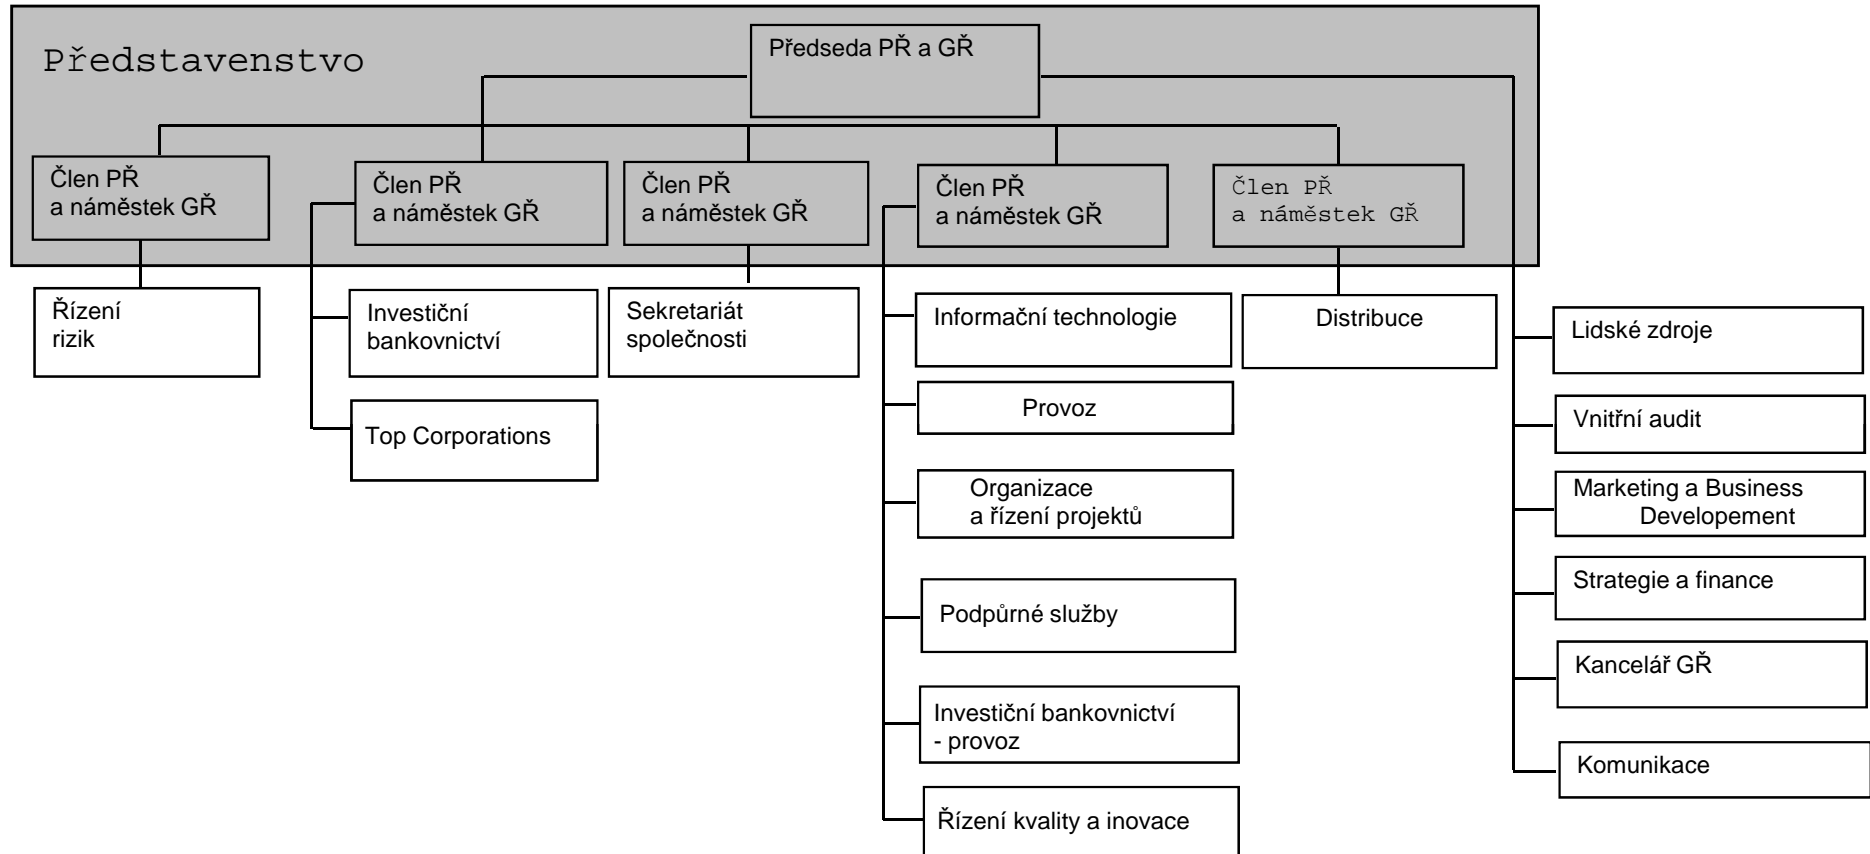 Představenstvo
Předseda PŘ a GŘ
Člen PŘ
a náměstek GŘ
Člen PŘ
a náměstek GŘ
Člen PŘ
a náměstek GŘ
Člen PŘ
a náměstek GŘ
Člen PŘ
a náměstek GŘ
Řízení
rizik
Investiční
bankovnictví
Top Corporations
Sekretariát
společnosti
Informační technologie
Provoz
Organizace
a řízení projektů
Podpůrné služby
Investiční bankovnictví
- provoz
Řízení kvality a inovace
Distribuce
Lidské zdroje
Vnitřní audit
Marketing a Business
Developement
Strategie a finance
Kancelář GŘ
Komunikace